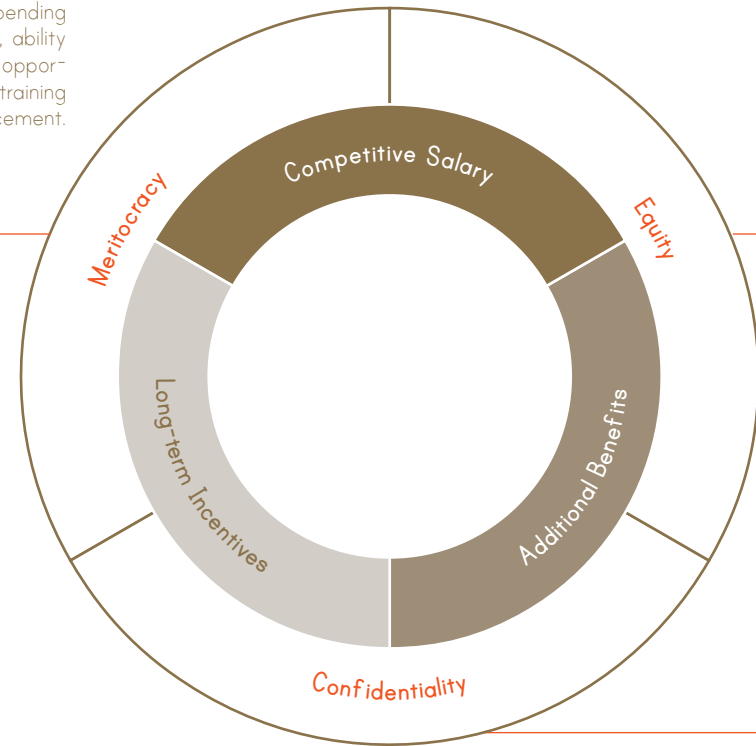 pending
, ability
oppor-
training
cement.
Competitive Salary
Meritocracy
Equity
Long-term Incentives
Additional Benefits
Confidentiality